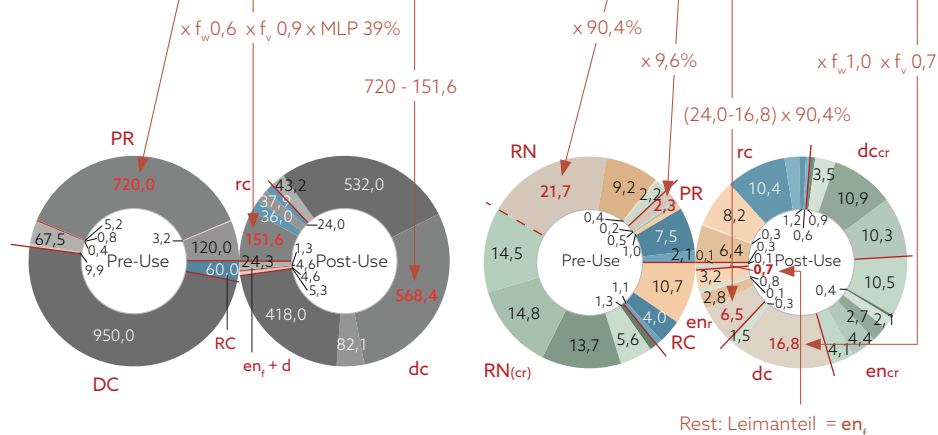 x f_w 0,6 x f_v 0,9 x MLP 39%
x 90,4%
x 9,6%
x f_w 1,0 x f_v 0,7
720 - 151,6
(24,0-16,8) x 90,4%
PR
720,0
5,2
0,8
0,4
9,9
3,2
67,5
120,0
60,0
Pre-Use
950,0
DC
RC
rc
43,2
37,9
36,0
151,6
24,3
24,0
1,3
4,6
4,6
5,3
Post-Use
532,0
568,4
418,0
82,1
en_f + d
dc
RN
21,7
9,2
2,2
2,3
PR
0,4
0,2
0,5
1,0
7,5
2,1
14,5
Pre-Use
10,7
1,1
1,3
4,0
14,8
13,7
5,6
RC
RN(cr)
rc
dc cr
10,4
3,5
10,9
8,2
1,2
0,9
0,6
0,3
0,3
0,1
6,4
0,1
0,7
Post-Use
10,3
3,2
0,8
0,1
0,3
0,4
10,5
2,8
en_r
6,5
1,5
2,1
2,7
4,4
4,1
16,8
dc
en cr
Rest: Leimanteil = en_f